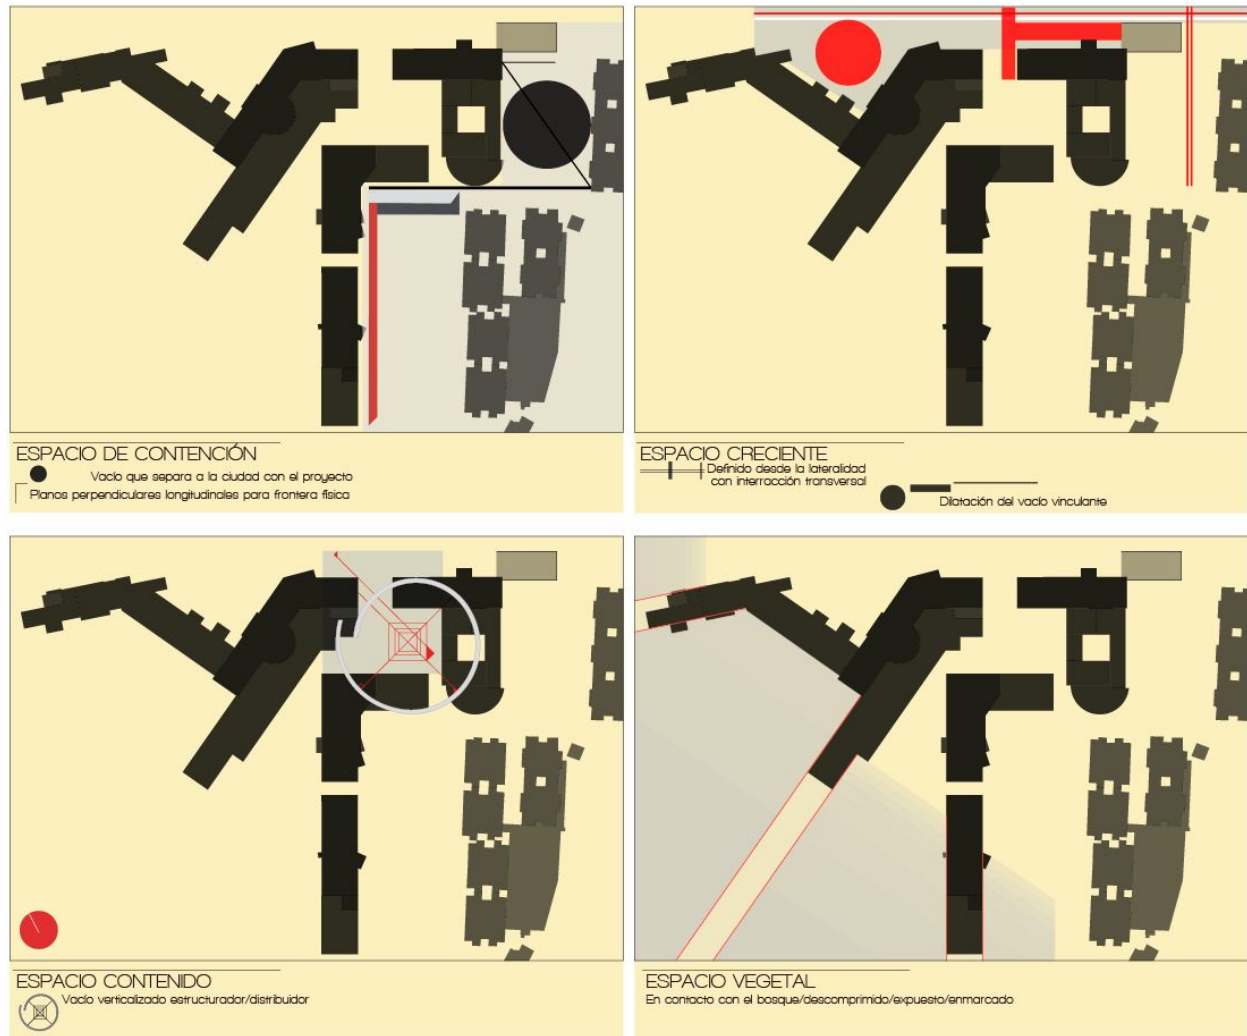 ESPACIO DE CONTENCIÓN
Vacío que separa a la ciudad con el proyecto
Planos perpendiculares longitudinales para frontera física
ESPACIO CRECIENTE
Definido desde la lateralidad
con interracción transversal
Dilatación del vacío vinculante
ESPACIO CONTENIDO
Vacío verticalizado estructurador/distribuidor
ESPACIO VEGETAL
En contacto con el bosque/descomprimido/expuesto/enmarcado